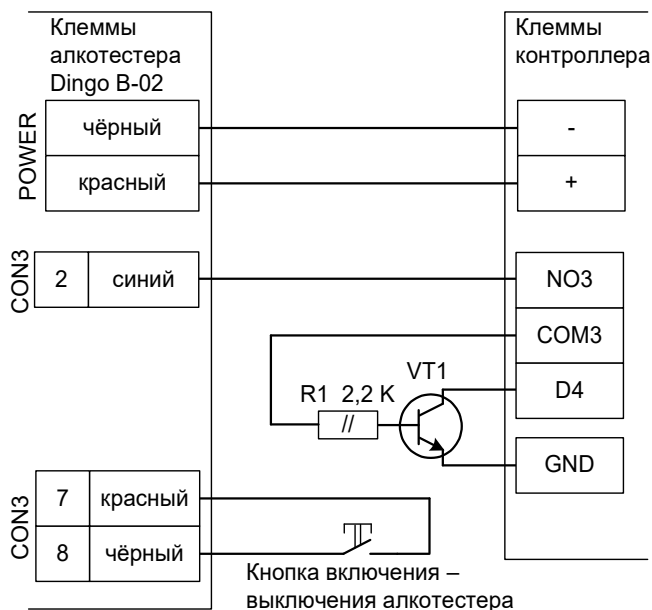 Клеммы
алкотестера
Dingo B-02
Клеммы
контроллера
POWER
чёрный
красный
-
+
CON3
2
синий
NO3
COM3
D4
GND
VT1
R1 2,2 K
//
CON3
7
красный
8
чёрный
Кнопка включения –
выключения алкотестера